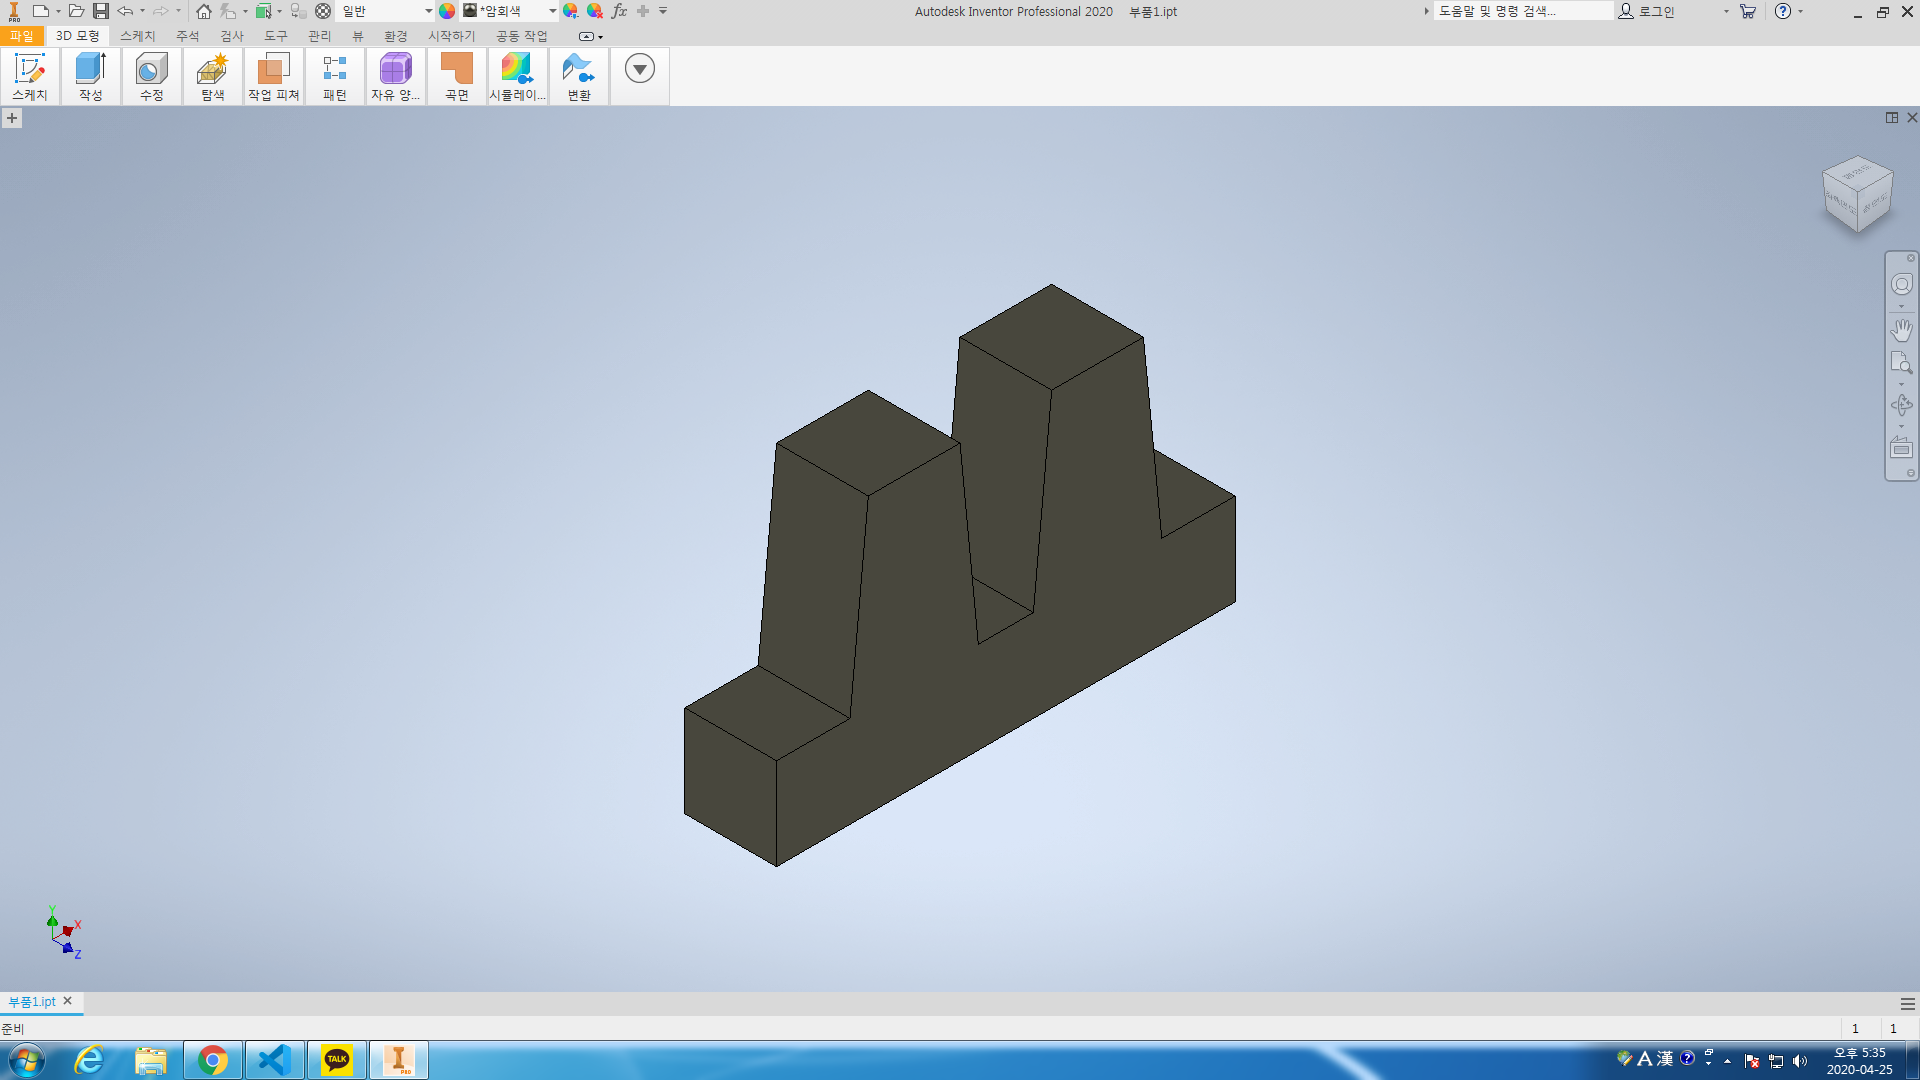 PRO
일반
*암회색
fx
Autodesk Inventor Professional 2020 부품1.ipt
도움말 및 명령 검색...
로그인
파일
3D 모형
스케치
주석
검사
도구
관리
뷰
환경
시작하기
공동 작업
스케치
작성
수정
탐색
작업 피쳐
패턴
자유 양...
곡면
시뮬레이...
변환
Y
X
Z
부품1.ipt
준비
1 1
TALK
PRO
A 漢
오후 5:35
2020-04-25